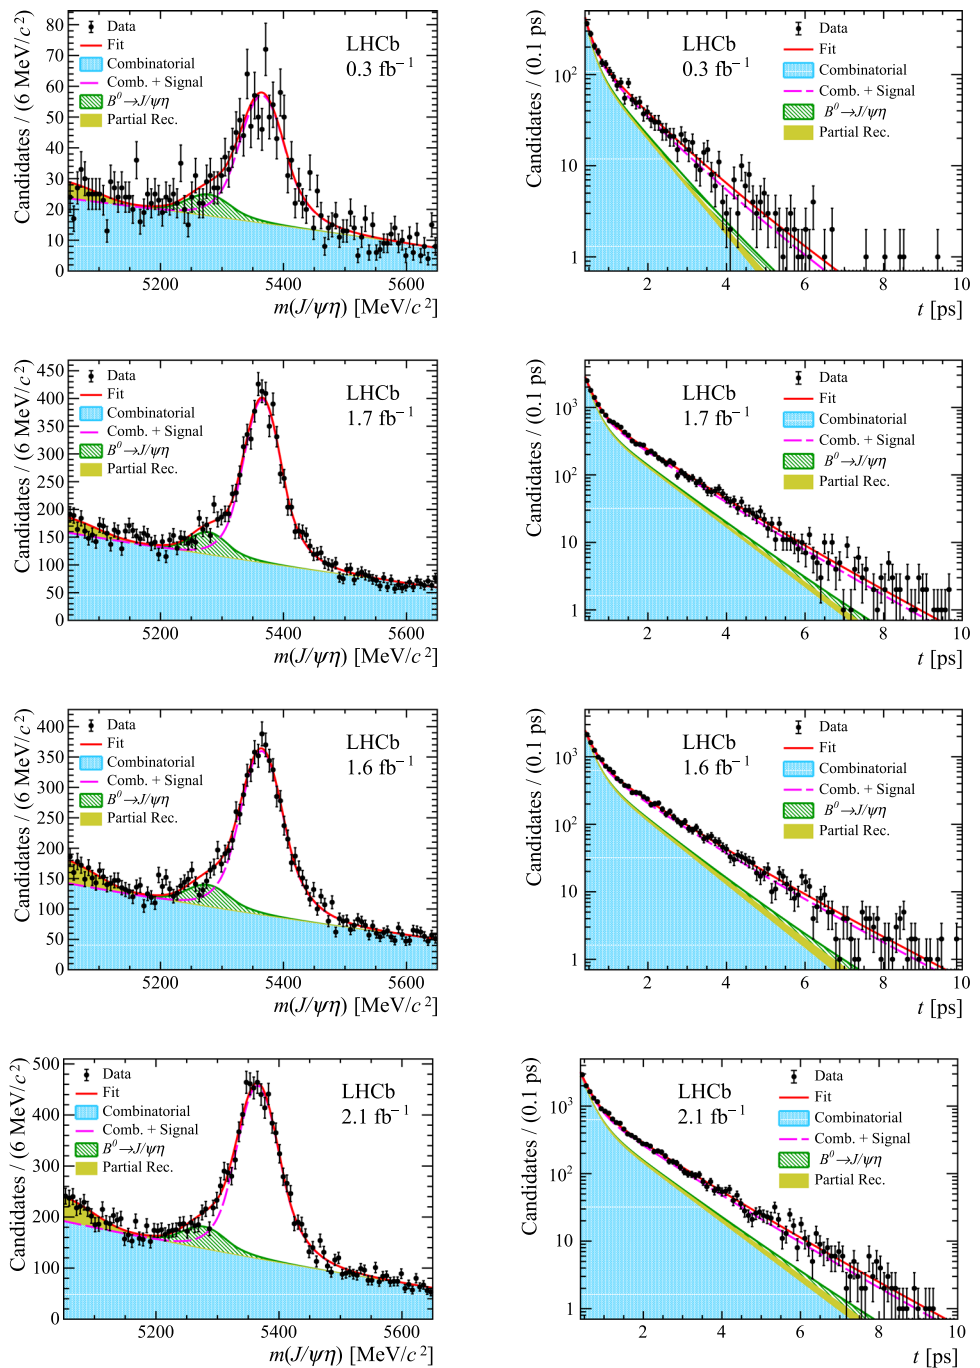 Candidates / (6 MeV/c²)
80
70
60
50
40
30
20
10
0
Data
Fit
Combinatorial
Comb. + Signal
B⁰→J/ψη
Partial Rec.
LHCb
0.3 fb⁻¹
5200 5400 5600
m(J/ψη) [MeV/c²]
Candidates / (0.1 ps)
10²
10
1
LHCb
0.3 fb⁻¹
Data
Fit
Combinatorial
Comb. + Signal
B⁰→J/ψη
Partial Rec.
2 4 6 8 10
t [ps]
Candidates / (6 MeV/c²)
450
400
350
300
250
200
150
100
50
0
Data
Fit
Combinatorial
Comb. + Signal
B⁰→J/ψη
Partial Rec.
LHCb
1.7 fb⁻¹
5200 5400 5600
m(J/ψη) [MeV/c²]
Candidates / (0.1 ps)
10³
10²
10
1
LHCb
1.7 fb⁻¹
Data
Fit
Combinatorial
Comb. + Signal
B⁰→J/ψη
Partial Rec.
2 4 6 8 10
t [ps]
Candidates / (6 MeV/c²)
400
350
300
250
200
150
100
50
0
Data
Fit
Combinatorial
Comb. + Signal
B⁰→J/ψη
Partial Rec.
LHCb
1.6 fb⁻¹
5200 5400 5600
m(J/ψη) [MeV/c²]
Candidates / (0.1 ps)
10³
10²
10
1
LHCb
1.6 fb⁻¹
Data
Fit
Combinatorial
Comb. + Signal
B⁰→J/ψη
Partial Rec.
2 4 6 8 10
t [ps]
Candidates / (6 MeV/c²)
500
400
300
200
100
0
Data
Fit
Combinatorial
Comb. + Signal
B⁰→J/ψη
Partial Rec.
LHCb
2.1 fb⁻¹
5200 5400 5600
m(J/ψη) [MeV/c²]
Candidates / (0.1 ps)
10³
10²
10
1
LHCb
2.1 fb⁻¹
Data
Fit
Combinatorial
Comb. + Signal
B⁰→J/ψη
Partial Rec.
2 4 6 8 10
t [ps]